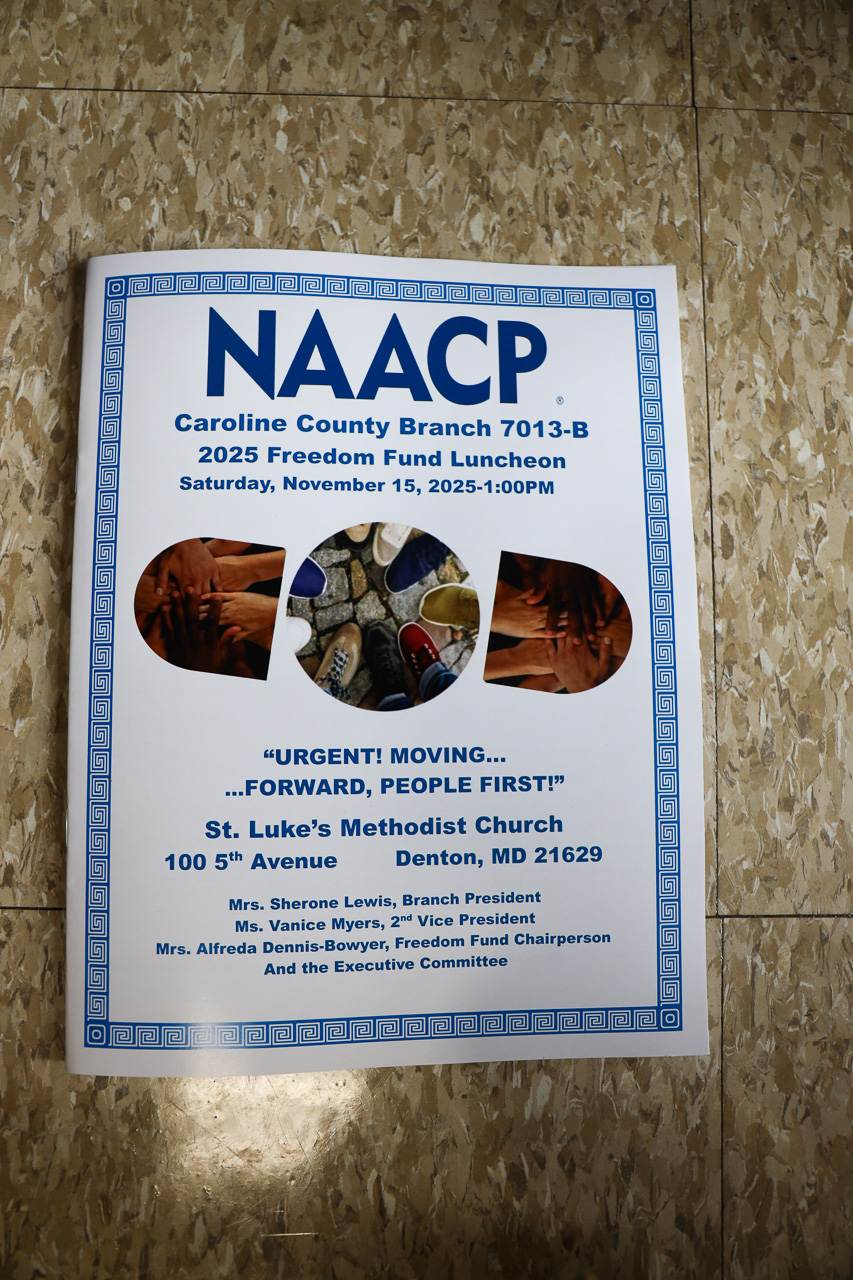 NAACP®
Caroline County Branch 7013-B
2025 Freedom Fund Luncheon
Saturday, November 15, 2025-1:00PM
“URGENT! MOVING...
...FORWARD, PEOPLE FIRST!”
St. Luke’s Methodist Church
100 5th Avenue Denton, MD 21629
Mrs. Sherone Lewis, Branch President
Ms. Vanice Myers, 2nd Vice President
Mrs. Alfreda Dennis-Bowyer, Freedom Fund Chairperson
And the Executive Committee